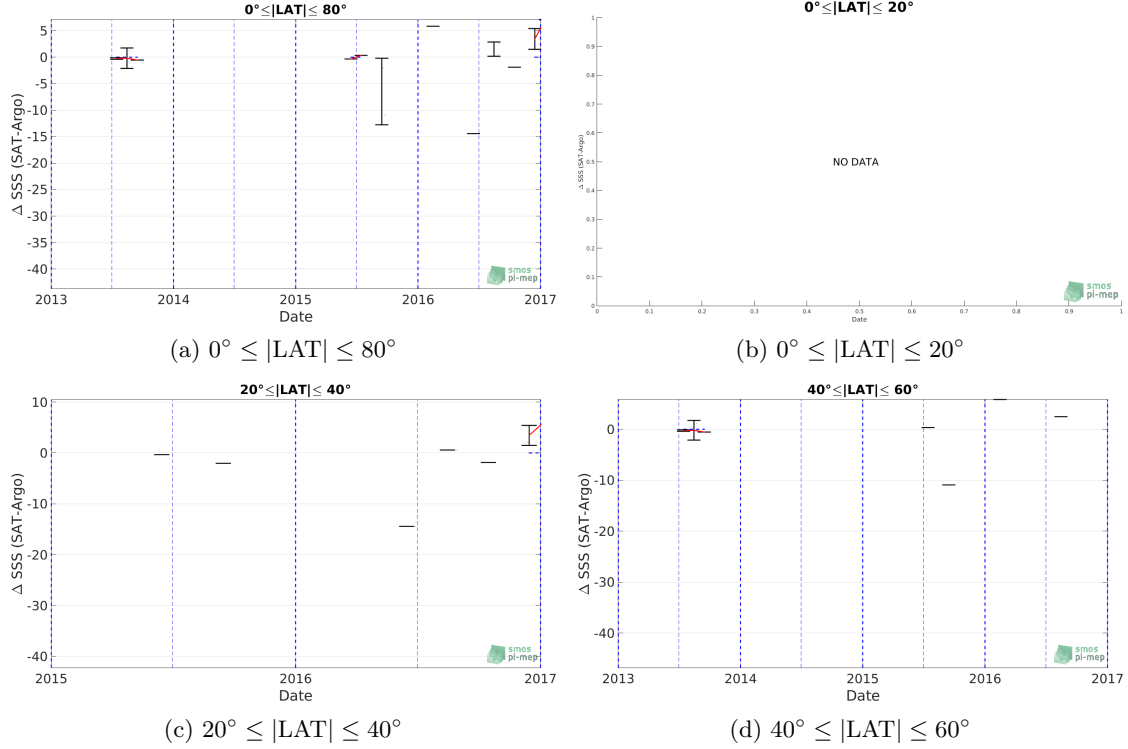 0°≤|LAT|≤ 80°
5
0
-5
-10
-15
-20
-25
-30
-35
-40
Δ SSS (SAT-Argo)
2013
2014
2015
2016
2017
Date
smos
pi-mep
(a) 0° ≤ |LAT| ≤ 80°
0°≤|LAT|≤ 20°
1
0.9
0.8
0.7
0.6
0.5
0.4
0.3
0.2
0.1
0
Δ SSS (SAT-Argo)
NO DATA
0
0.1
0.2
0.3
0.4
0.5
0.6
0.7
0.8
0.9
1
Date
smos
pi-mep
(b) 0° ≤ |LAT| ≤ 20°
20°≤|LAT|≤ 40°
10
0
-10
-20
-30
-40
Δ SSS (SAT-Argo)
2015
2016
2017
Date
smos
pi-mep
(c) 20° ≤ |LAT| ≤ 40°
40°≤|LAT|≤ 60°
0
-10
-20
-30
-40
Δ SSS (SAT-Argo)
2013
2014
2015
2016
2017
Date
smos
pi-mep
(d) 40° ≤ |LAT| ≤ 60°